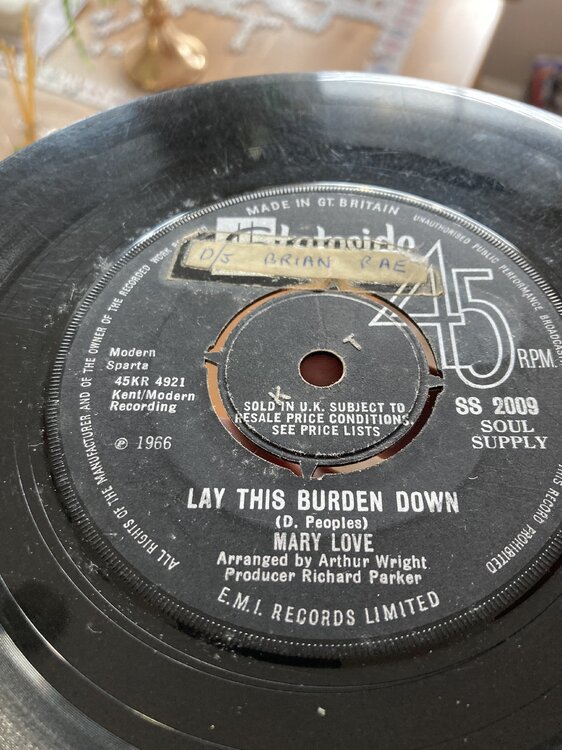 MADE IN GT. BRITAIN
UNAUTHORISED PUBLIC PERFORMANCE BROADCAST
THIS RECORD PROHIBITED
ALL RIGHTS OF THE MANUFACTURER AND OF THE OWNER OF THE RECORDED WORK
Stateside
D/J BRIAN RAE
45
R.P.M.
T
K
Modern
Sparta
45KR 4921
Kent/Modern
Recording
℗ 1966
SOLD IN U.K. SUBJECT TO
RESALE PRICE CONDITIONS,
SEE PRICE LISTS
SS 2009
SOUL
SUPPLY
LAY THIS BURDEN DOWN
(D. Peoples)
MARY LOVE
Arranged by Arthur Wright
Producer Richard Parker
E.M.I. RECORDS LIMITED